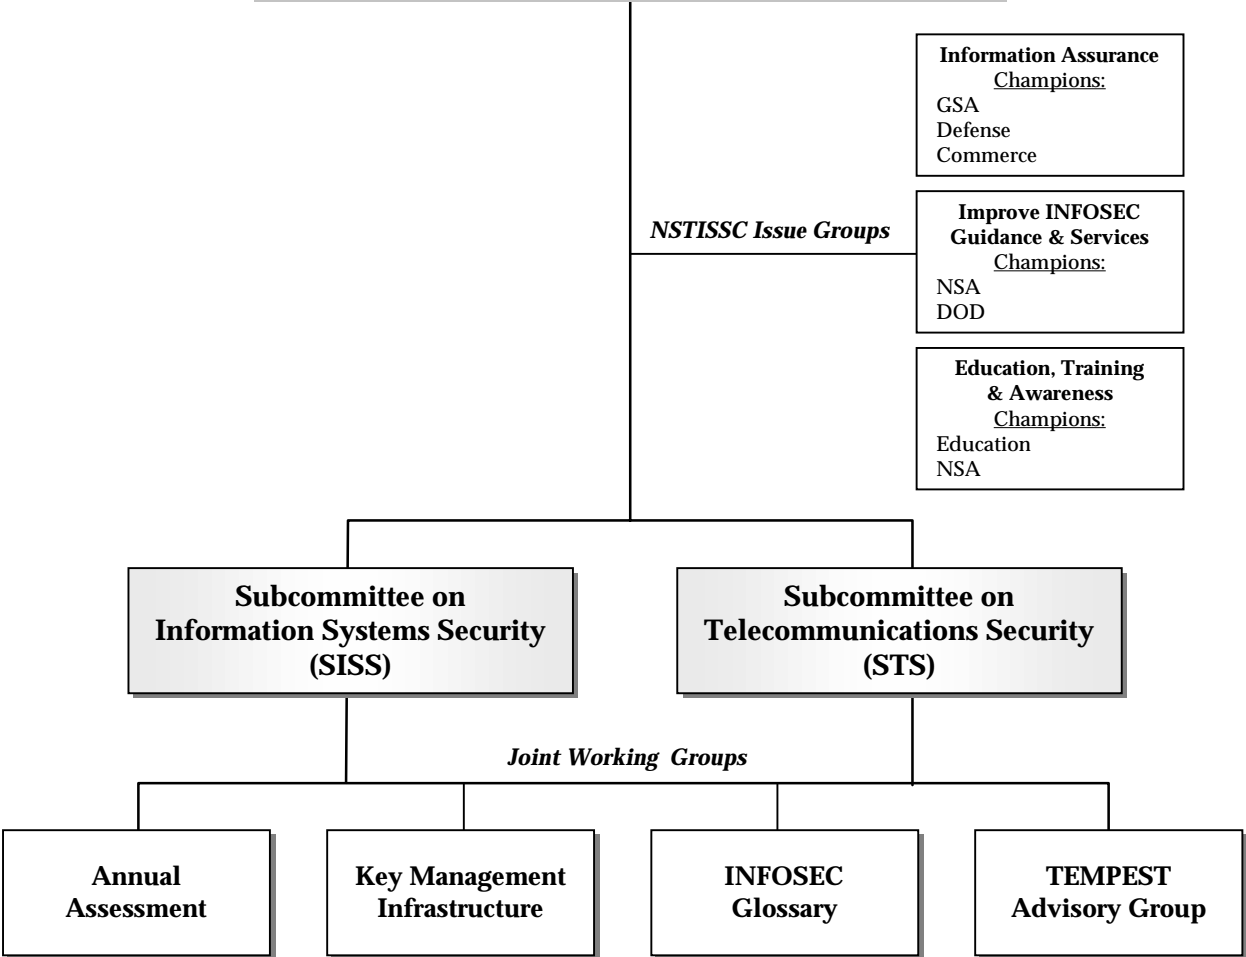 Information Assurance
Champions:
GSA
Defense
Commerce
NSTISSC Issue Groups
Improve INFOSEC
Guidance & Services
Champions:
NSA
DOD
Education, Training
& Awareness
Champions:
Education
NSA
Subcommittee on
Information Systems Security
(SISS)
Subcommittee on
Telecommunications Security
(STS)
Joint Working Groups
Annual
Assessment
Key Management
Infrastructure
INFOSEC
Glossary
TEMPEST
Advisory Group